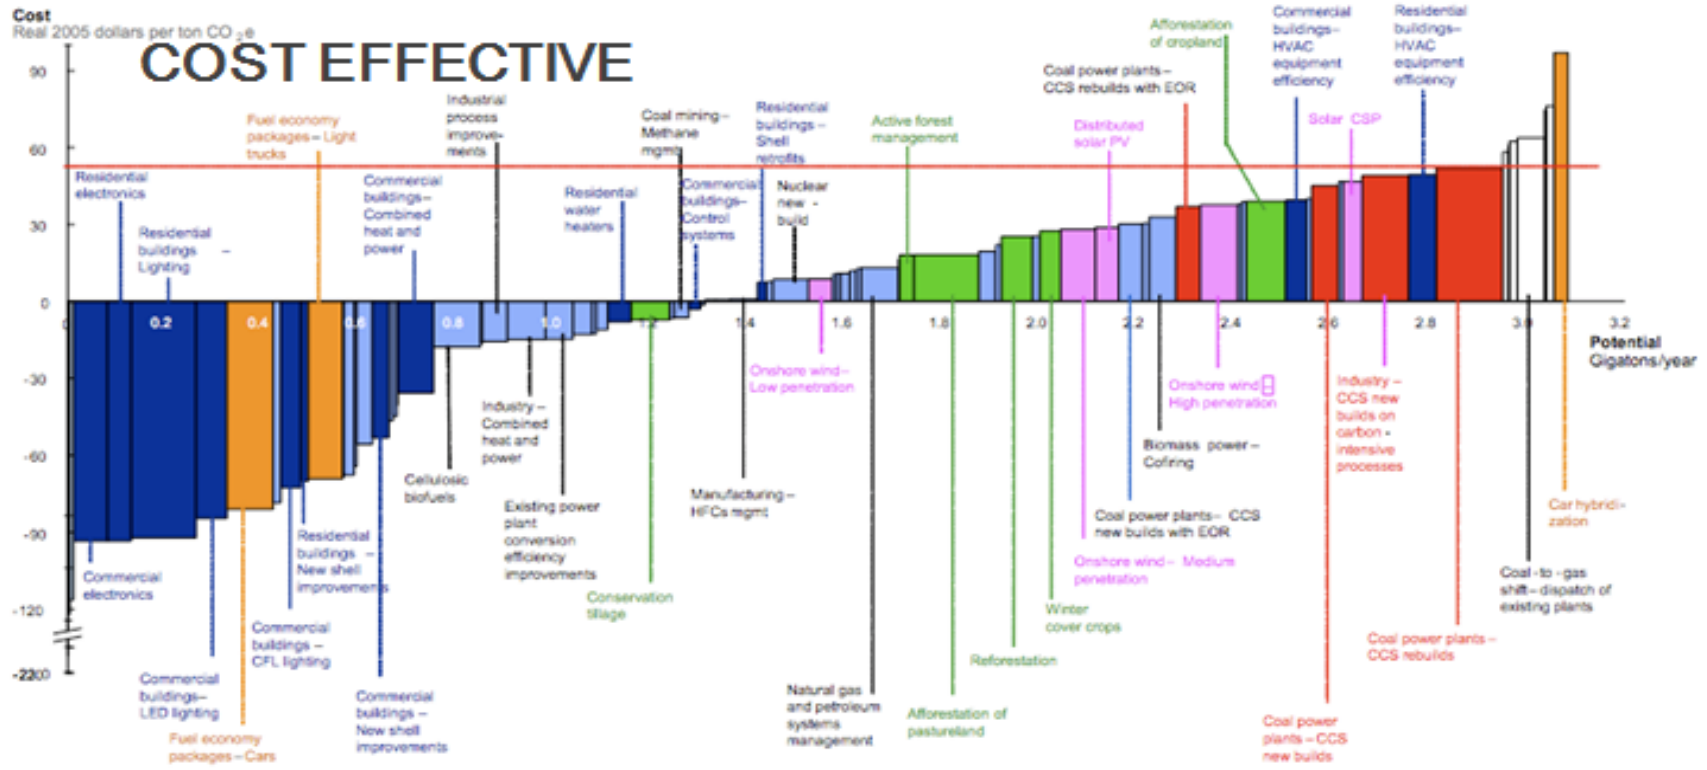 Cost
Real 2005 dollars per ton CO2e
COST EFFECTIVE
90
60
30
0
-30
-60
-90
-120
-2200
Residential
electronics
Residential
buildings –
Lighting
Fuel economy
packages– Light
trucks
Commercial
buildings–
Combined
heat and
power
Industrial
process
improve-
ments
Residential
water
heaters
Coal mining–
Methane
mgmt
Commercial
buildings–
Control
systems
Residential
buildings –
Shell
retrofits
Nuclear
new -
build
Active forest
management
Coal power plants–
CCS rebuilds with EOR
Distributed
solar PV
Afforestation
of cropland
Commercial
buildings–
HVAC
equipment
efficiency
Solar CSP
Residential
buildings–
HVAC
equipment
efficiency
0 0.2 0.4 0.6 0.8 1.0 1.2 1.4 1.6 1.8 2.0 2.2 2.4 2.6 2.8 3.0 3.2
Potential
Gigatons/year
Commercial
electronics
Commercial
buildings–
LED lighting
Fuel economy
packages–Cars
Commercial
buildings –
CFL lighting
Residential
buildings –
New shell
improvements
Commercial
buildings –
New shell
improvements
Cellulosic
biofuels
Industry –
Combined
heat and
power
Existing power
plant
conversion
efficiency
improvements
Conservation
tillage
Manufacturing –
HFCs mgmt
Onshore wind–
Low penetration
Natural gas
and petroleum
systems
management
Afforestation of
pastureland
Reforestation
Winter
cover crops
Onshore wind– Medium
penetration
Coal power plants– CCS
new builds with EOR
Biomass power –
Cofiring
Onshore wind
High penetration
Coal power
plants –CCS
new builds
Industry –
CCS new
builds on
carbon -
intensive
processes
Coal power plants –
CCS rebuilds
Coal -to -gas
shift– dispatch of
existing plants
Car hybridi-
zation